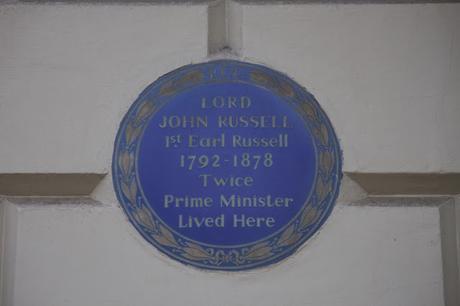 LORD
JOHN RUSSELL
1st Earl Russell
1792-1878
Twice
Prime Minister
Lived Here